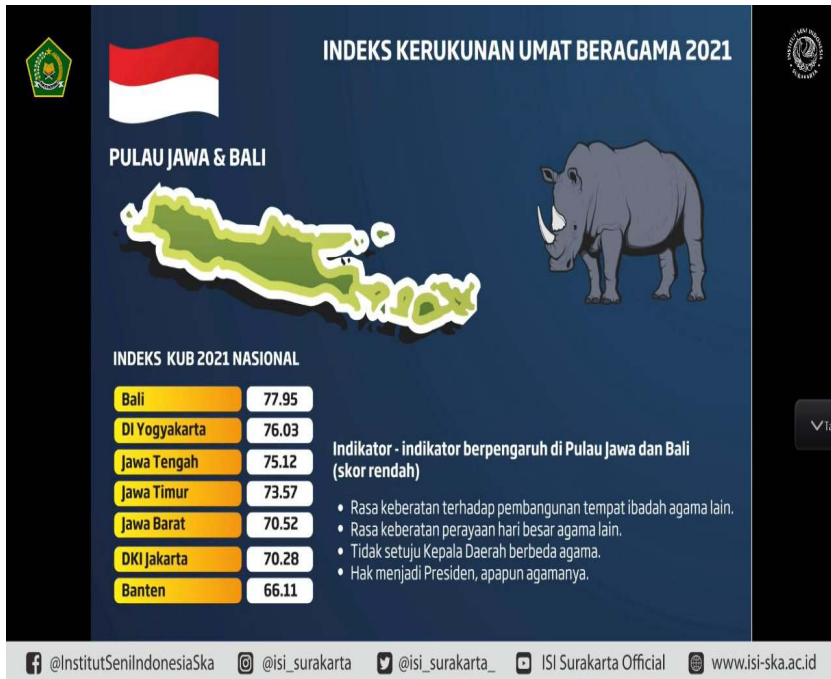 INDEKS KERUKUNAN UMAT BERAGAMA 2021
PULAU JAWA & BALI
INDEKS KUB 2021 NASIONAL
Bali 77.95
DI Yogyakarta 76.03
Jawa Tengah 75.12
Jawa Timur 73.57
Jawa Barat 70.52
DKI Jakarta 70.28
Banten 66.11
Indikator - indikator berpengaruh di Pulau Jawa dan Bali
(skor rendah)
• Rasa keberatan terhadap pembangunan tempat ibadah agama lain.
• Rasa keberatan perayaan hari besar agama lain.
• Tidak setuju Kepala Daerah berbeda agama.
• Hak menjadi Presiden, apapun agamanya.
@InstitutSeniIndonesiaSka @isi_surakarta @isi_surakarta_ ISI Surakarta Official www.isi-ska.ac.id